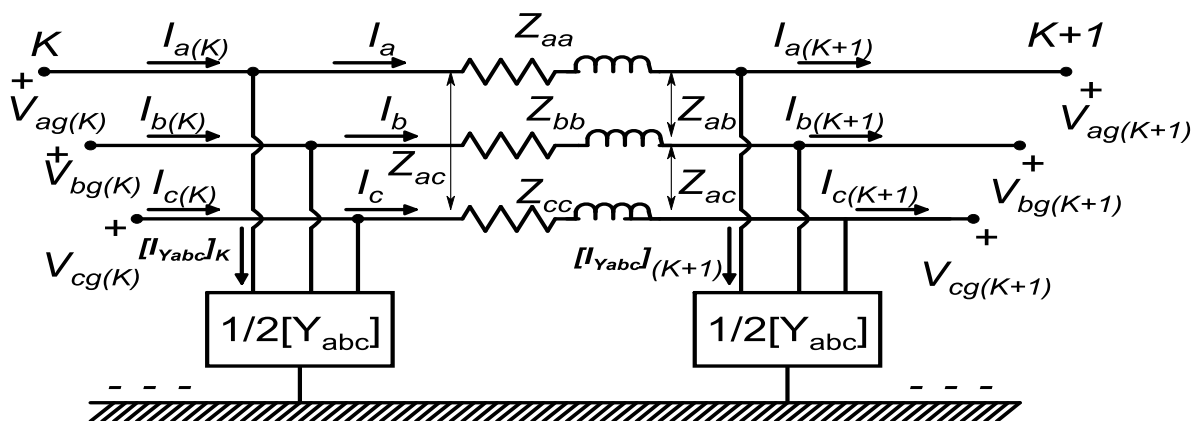 K I_a(K) I_a Z_aa I_a(K+1) K+1
+ +
V_ag(K) I_b(K) I_b Z_bb Z_ab I_b(K+1) V_ag(K+1)
+ +
V_bg(K) I_c(K) Z_ac I_c Z_cc Z_ac I_c(K+1) V_bg(K+1)
+ +
V_cg(K) [I_Yabc]_K [I_Yabc]_(K+1) V_cg(K+1)
1/2[Y_abc] 1/2[Y_abc]
- - - - - -